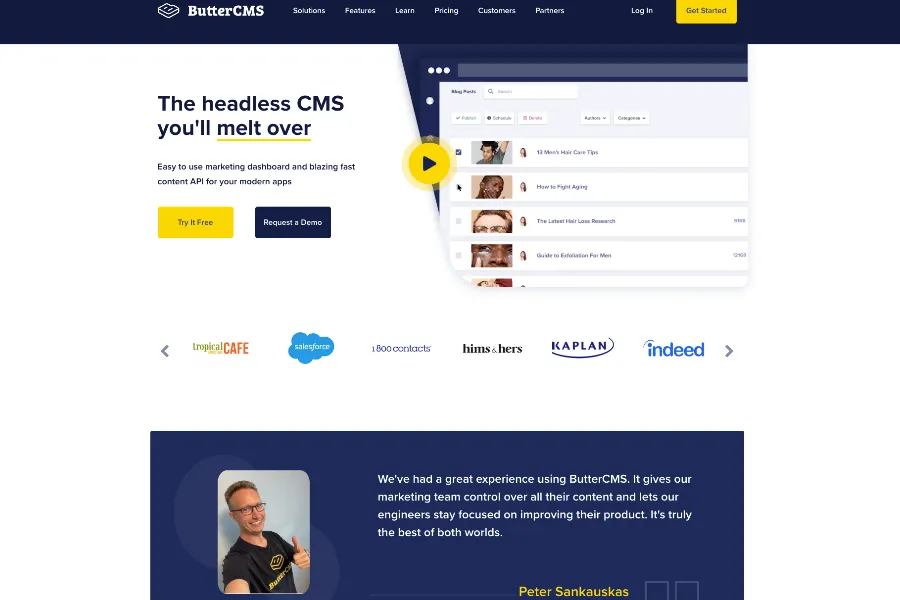 ButterCMS
Solutions Features Learn Pricing Customers Partners Log In Get Started
The headless CMS
you'll melt over
Easy to use marketing dashboard and blazing fast
content API for your modern apps
Try It Free Request a Demo
Blog Posts Search
Publish Schedule Delete Authors Categories
13 Men's Hair Care Tips
How to Fight Aging
The Latest Hair Loss Research
Guide to Exfoliation For Men
tropical CAFE salesforce 1 800 contacts hims & hers KAPLAN indeed
We've had a great experience using ButterCMS. It gives our
marketing team control over all their content and lets our
engineers stay focused on improving their product. It's truly
the best of both worlds.
ButterCMS
Peter Sankauskas